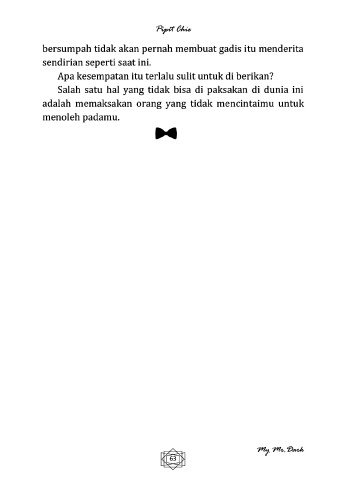 Pipit Chie
bersumpah tidak akan pernah membuat gadis itu menderita
sendirian seperti saat ini.
Apa kesempatan itu terlalu sulit untuk di berikan?
Salah satu hal yang tidak bisa di paksakan di dunia ini
adalah memaksakan orang yang tidak mencintaimu untuk
menoleh padamu.
My Mr. Dark
63